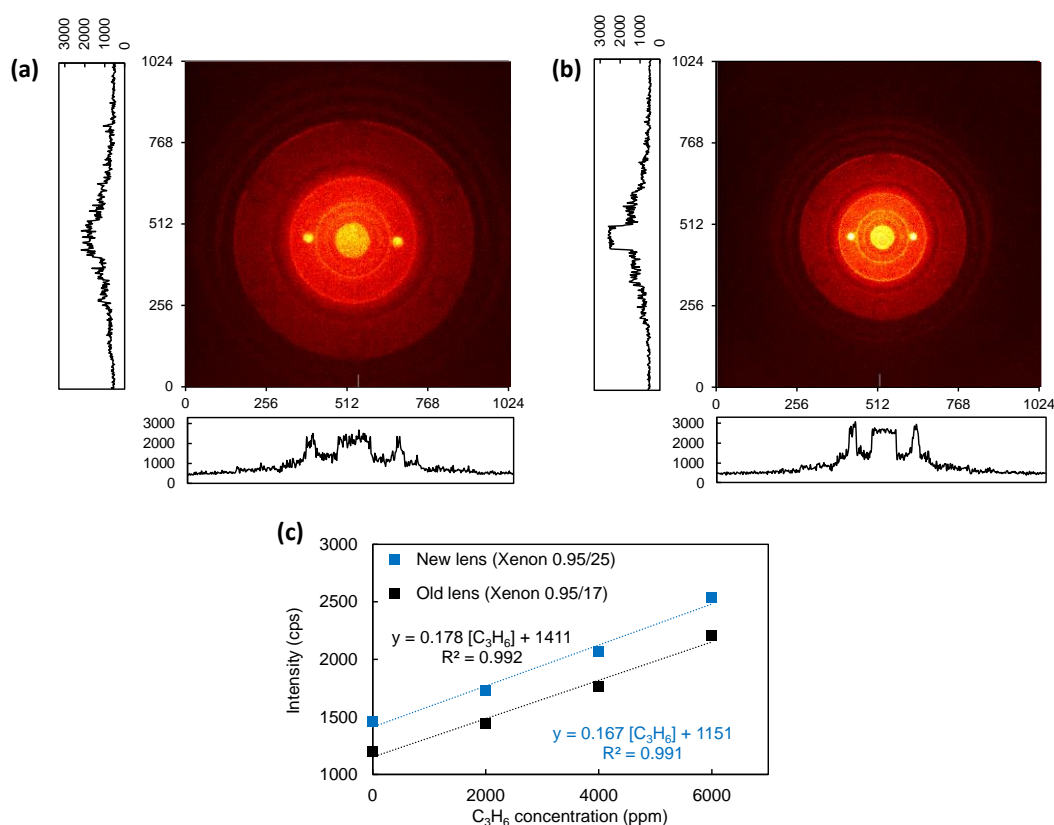 3000
2000
1000
0
(a)
1024
768
512
256
0
0 256 512 768 1024
3000
2000
1000
0
3000
2000
1000
0
(b)
1024
768
512
256
0
0 256 512 768 1024
3000
2000
1000
0
(c)
3000
2500
2000
1500
1000
Intensity (cps)
New lens (Xenon 0.95/25)
Old lens (Xenon 0.95/17)
y = 0.178 [C₃H₆] + 1411
R² = 0.992
y = 0.167 [C₃H₆] + 1151
R² = 0.991
0 2000 4000 6000
C₃H₆ concentration (ppm)